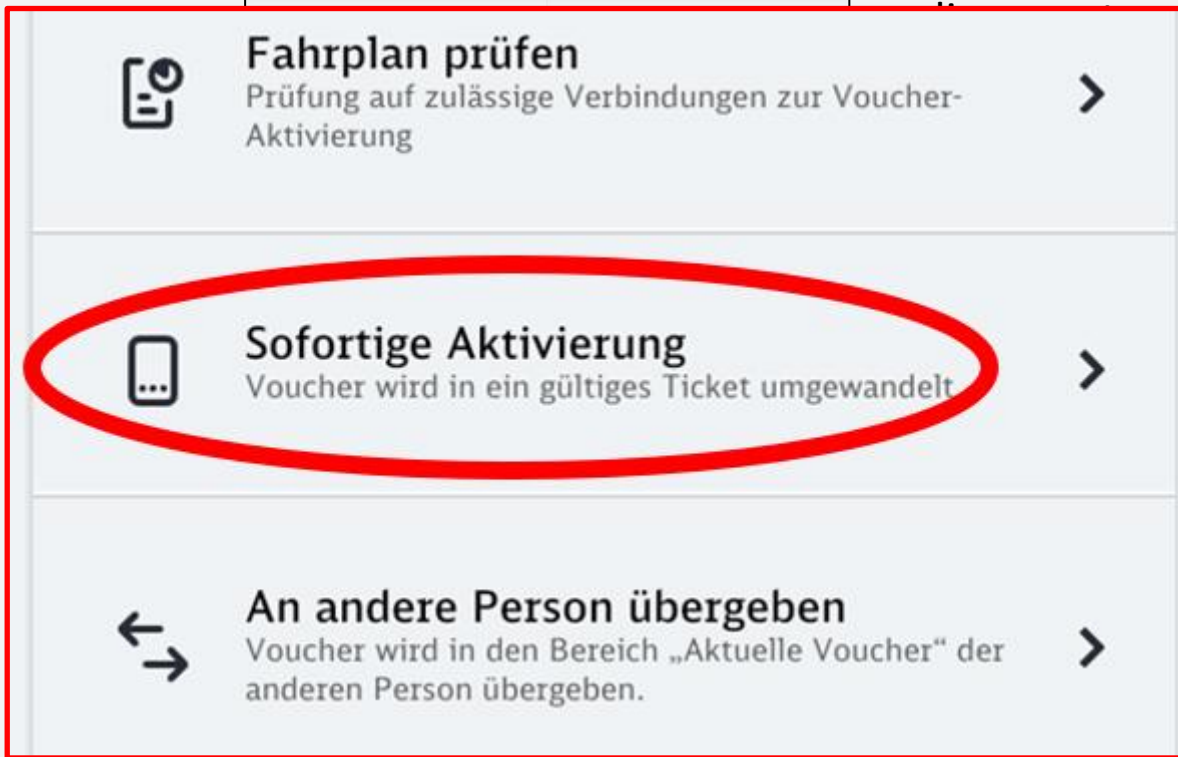 Fahrplan prüfen
Prüfung auf zulässige Verbindungen zur Voucher-
Aktivierung
Sofortige Aktivierung
Voucher wird in ein gültiges Ticket umgewandelt
An andere Person übergeben
Voucher wird in den Bereich „Aktuelle Voucher“ der
anderen Person übergeben.